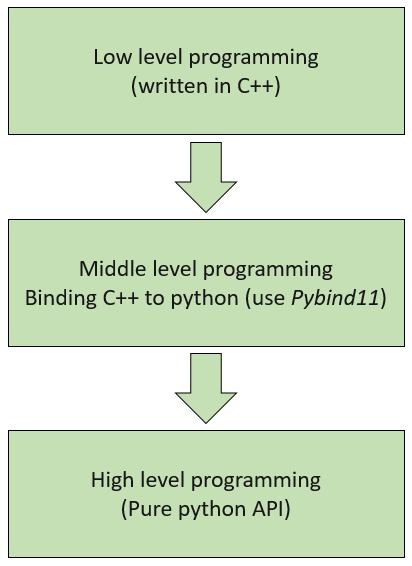 Low level programming
(written in C++)
Middle level programming
Binding C++ to python (use Pybind11)
High level programming
(Pure python API)